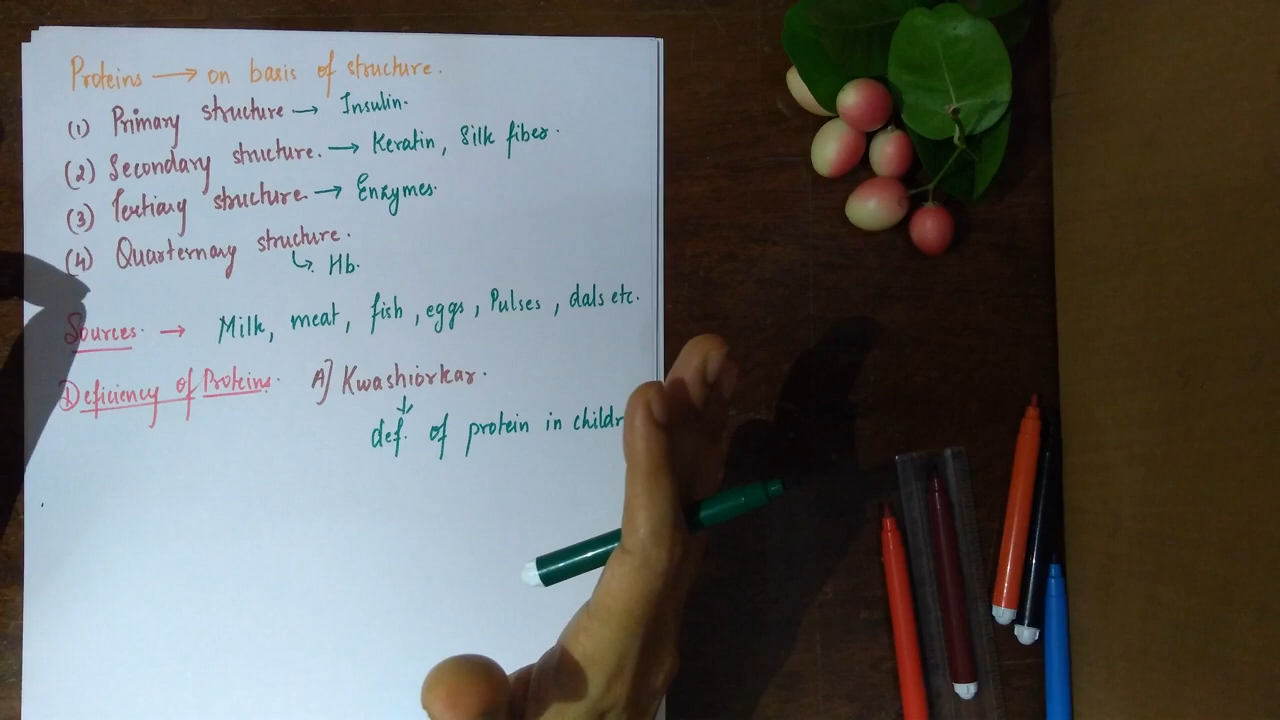 Proteins → on basis of structure.
(1) Primary structure → Insulin.
(2) Secondary structure. → Keratin, Silk fiber.
(3) Tertiary structure → Enzymes.
(4) Quarternary structure.
↳ Hb.
Sources. → Milk, meat, fish, eggs, Pulses, dals etc.
Deficiency of Proteins. A] Kwashiorkar.
↓
def. of protein in childr